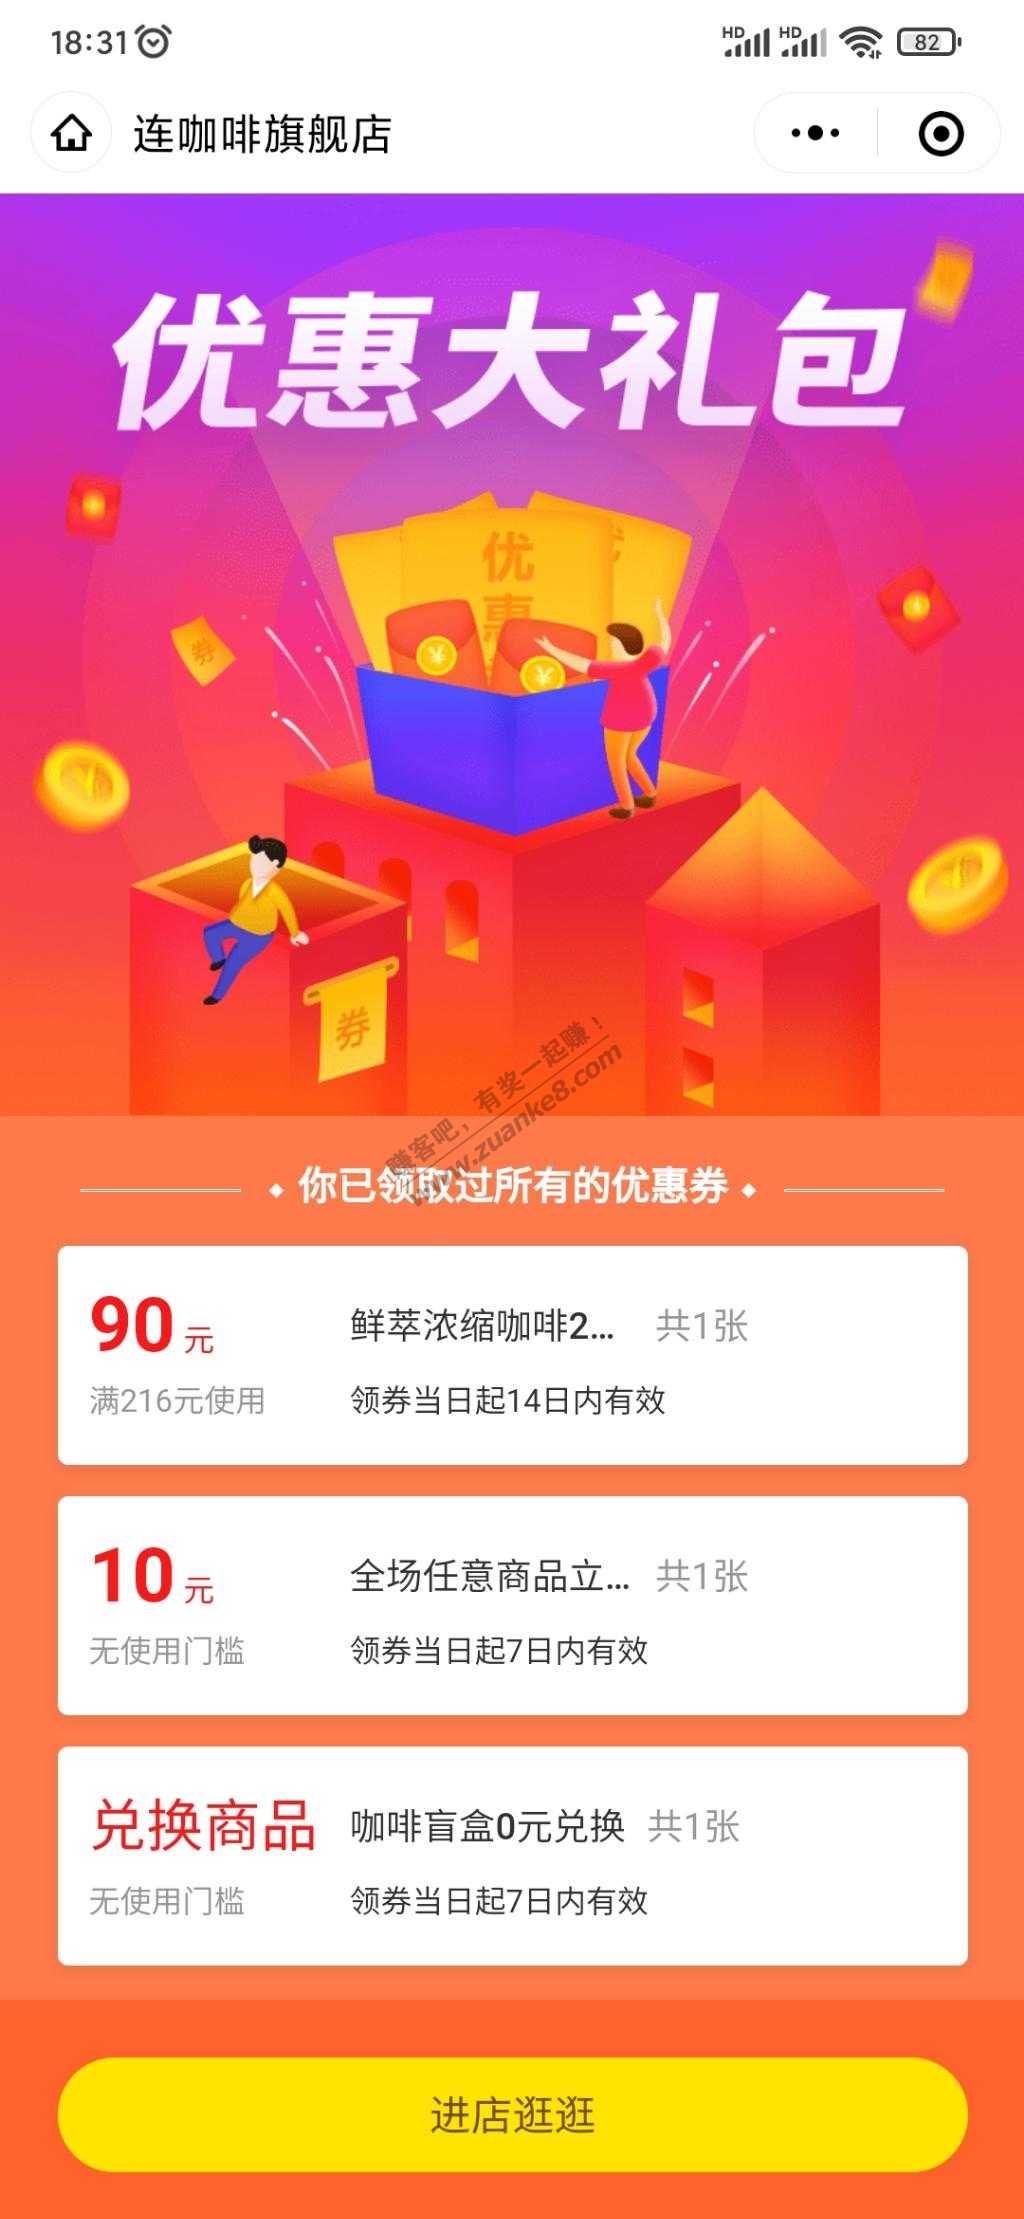 18:31
HD HD 82
连咖啡旗舰店
优惠大礼包
优惠
券
券
赚客吧，有奖一起赚！
www.zuanke8.com
你已领取过所有的优惠券
90元 鲜萃浓缩咖啡2... 共1张
满216元使用 领券当日起14日内有效
10元 全场任意商品立... 共1张
无使用门槛 领券当日起7日内有效
兑换商品 咖啡盲盒0元兑换 共1张
无使用门槛 领券当日起7日内有效
进店逛逛